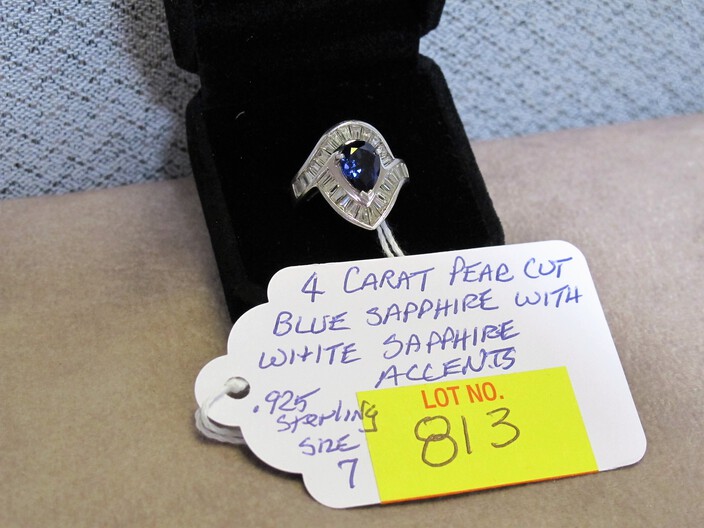 4 CARAT PEAR CUT
BLUE SAPPHIRE WITH
WHITE SAPPHIRE
ACCENTS
.925
STERLING
SIZE
7
LOT NO.
813